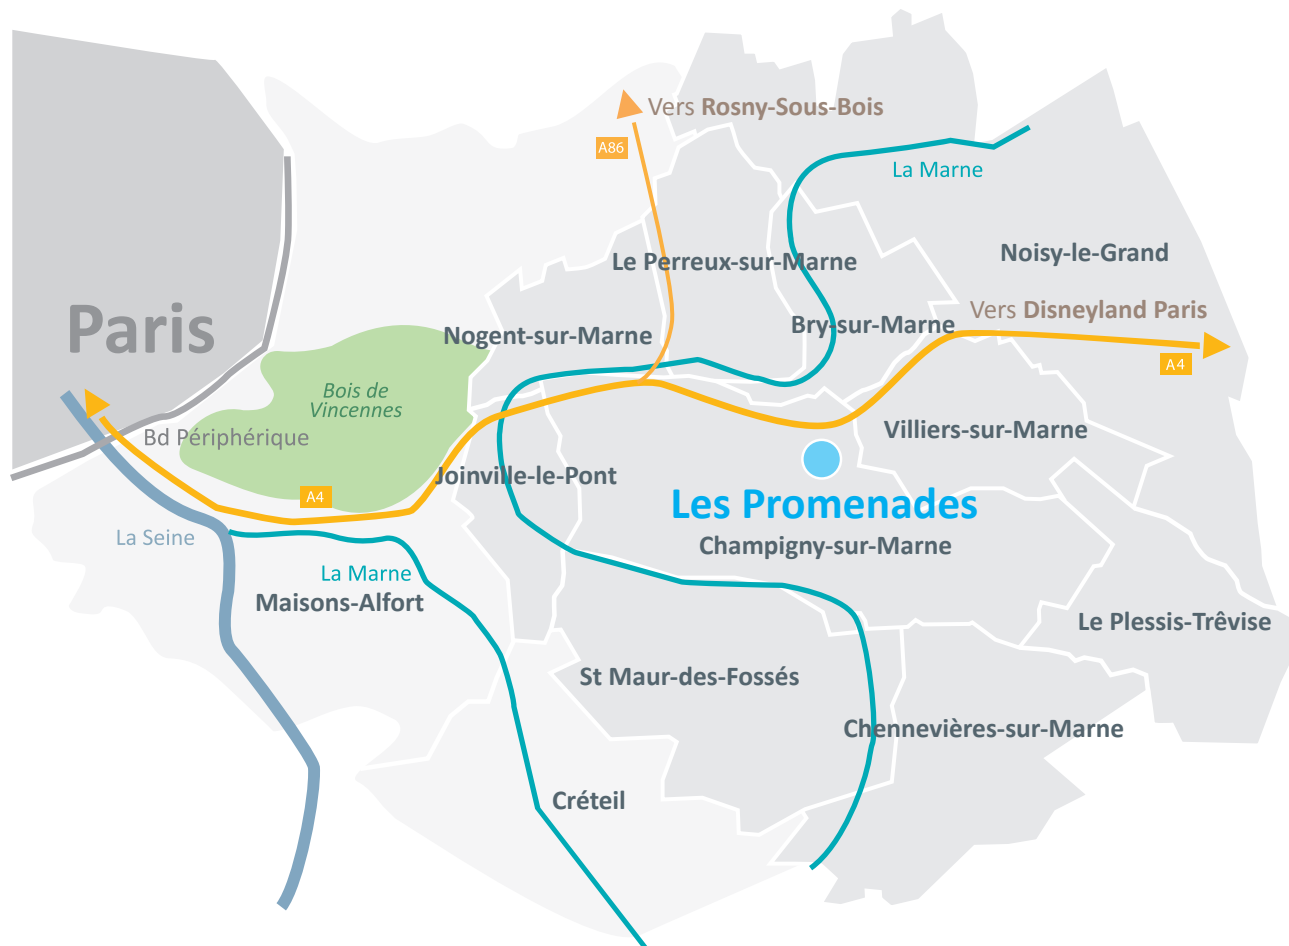 Vers Rosny-Sous-Bois
A86
La Marne
Noisy-le-Grand
Le Perreux-sur-Marne
Vers Disneyland Paris
Paris
Nogent-sur-Marne
Bry-sur-Marne
A4
Bois de
Vincennes
Bd Périphérique
Villiers-sur-Marne
Joinville-le-Pont
A4
Les Promenades
La Seine
Champigny-sur-Marne
La Marne
Maisons-Alfort
Le Plessis-Trêvise
St Maur-des-Fossés
Chennevières-sur-Marne
Créteil